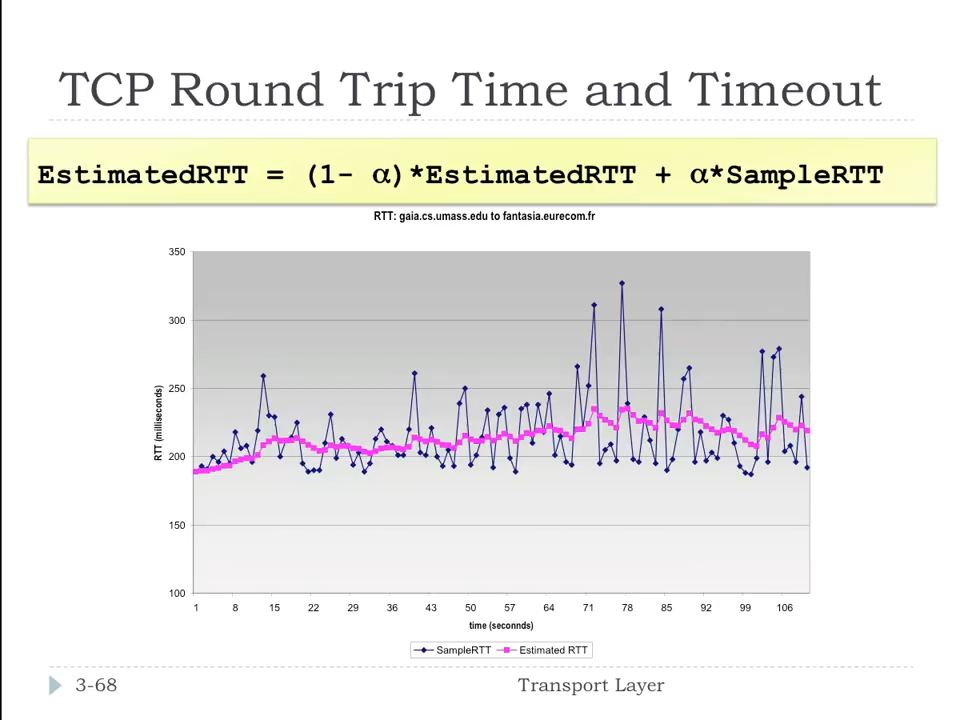 TCP Round Trip Time and Timeout
EstimatedRTT = (1- α)*EstimatedRTT + α*SampleRTT
RTT: gaia.cs.umass.edu to fantasia.eurecom.fr
350
300
250
200
150
100
RTT (milliseconds)
1 8 15 22 29 36 43 50 57 64 71 78 85 92 99 106
time (seconnds)
SampleRTT Estimated RTT
3-68 Transport Layer